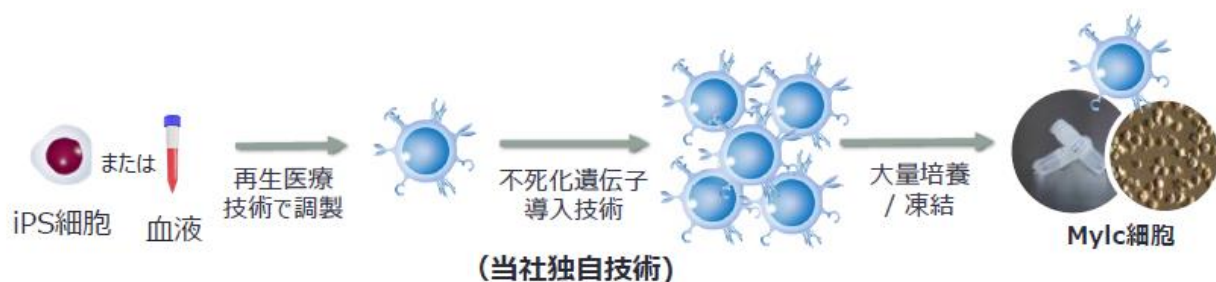 または
iPS細胞
血液
再生医療
技術で調製
不死化遺伝子
導入技術
(当社独自技術)
大量培養
/ 凍結
Mylc細胞